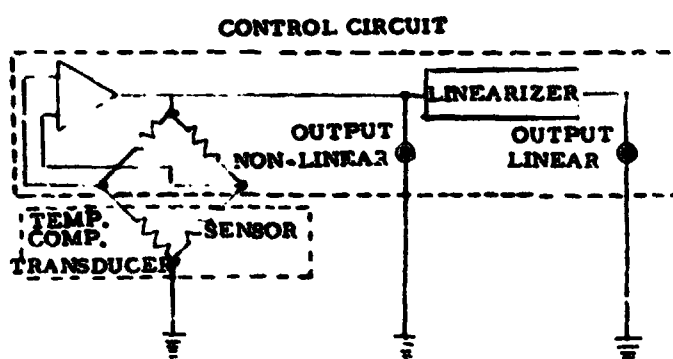 CONTROL CIRCUIT
LINEARIZER
OUTPUT
NON-LINEAR
OUTPUT
LINEAR
TEMP.
COMP.
SENSOR
TRANSDUCER